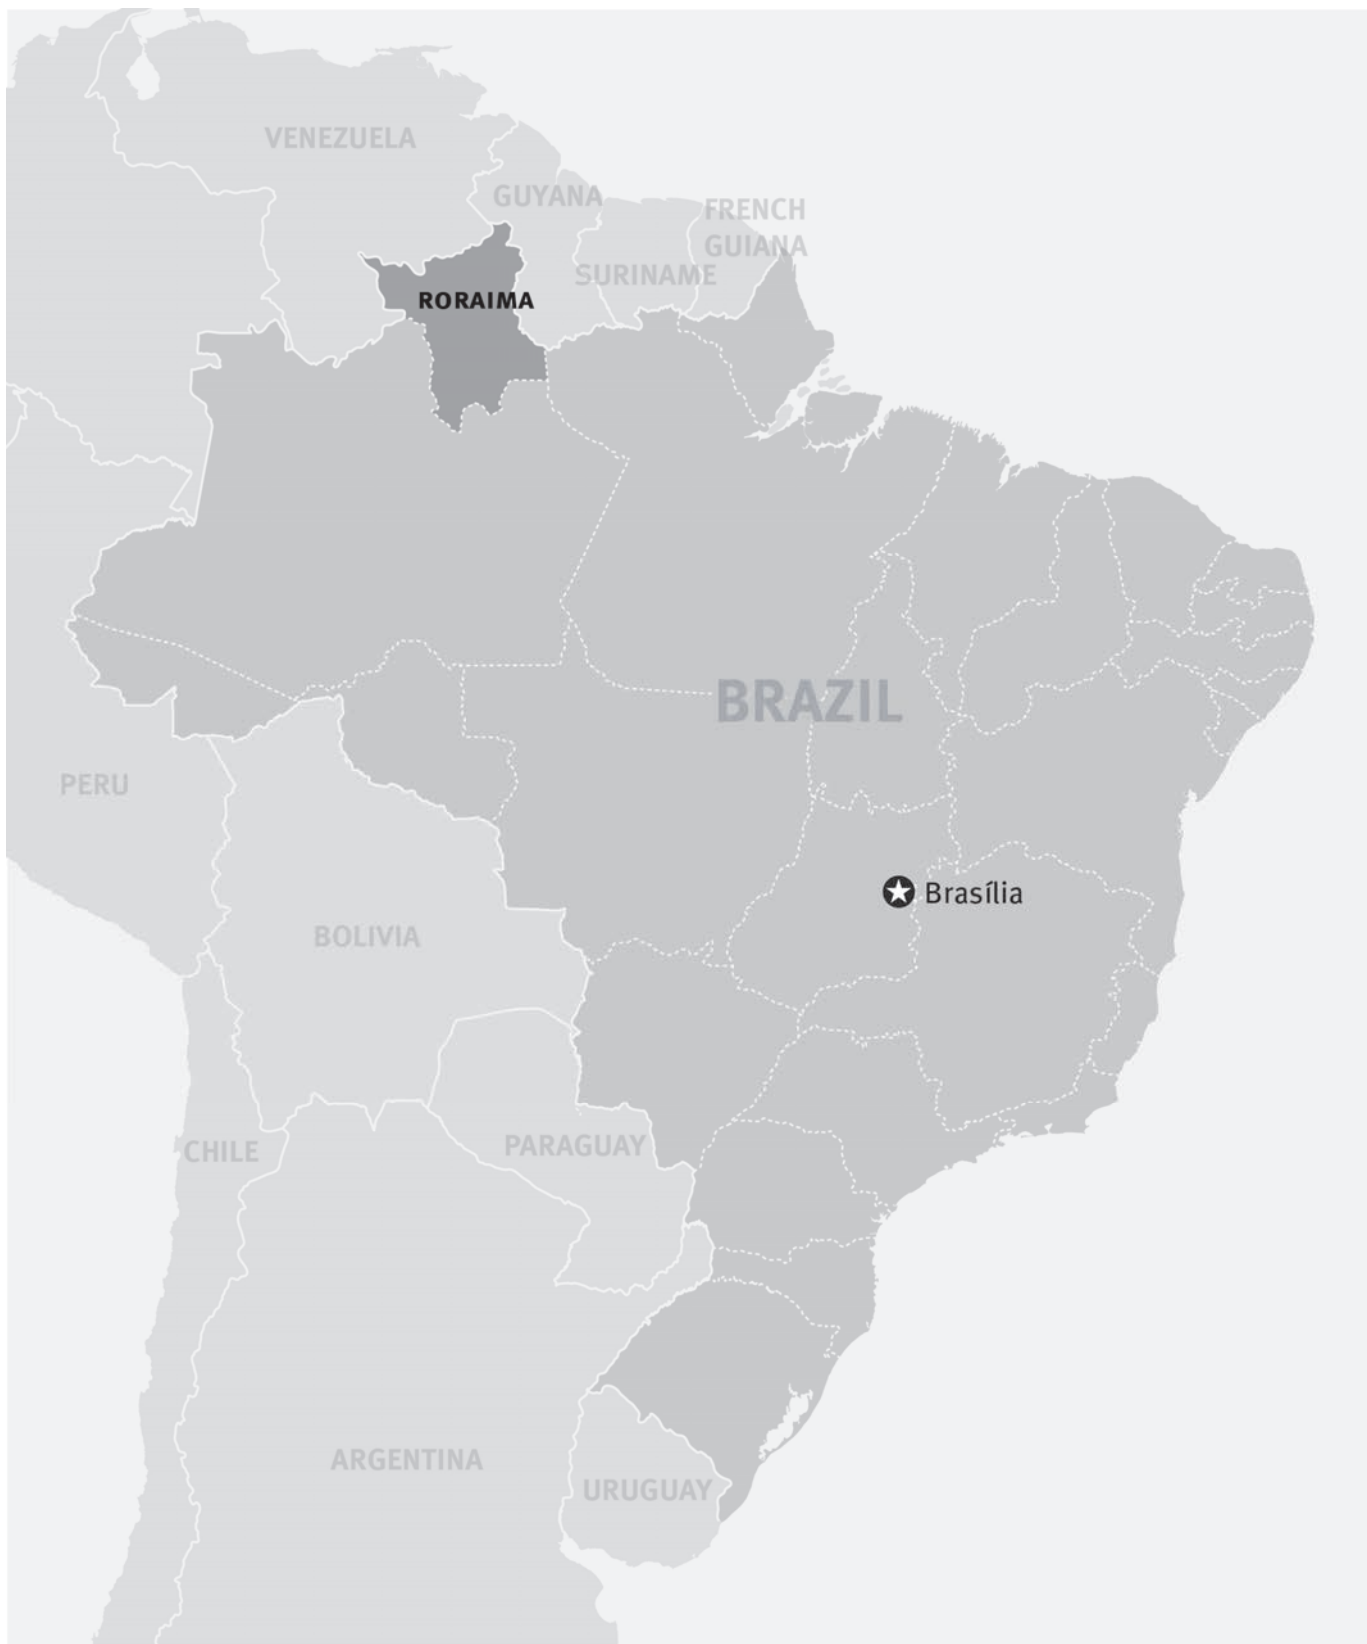 VENEZUELA
GUYANA
FRENCH
GUIANA
SURINAME
RORAIMA
BRAZIL
PERU
Brasília
BOLIVIA
PARAGUAY
CHILE
ARGENTINA
URUGUAY